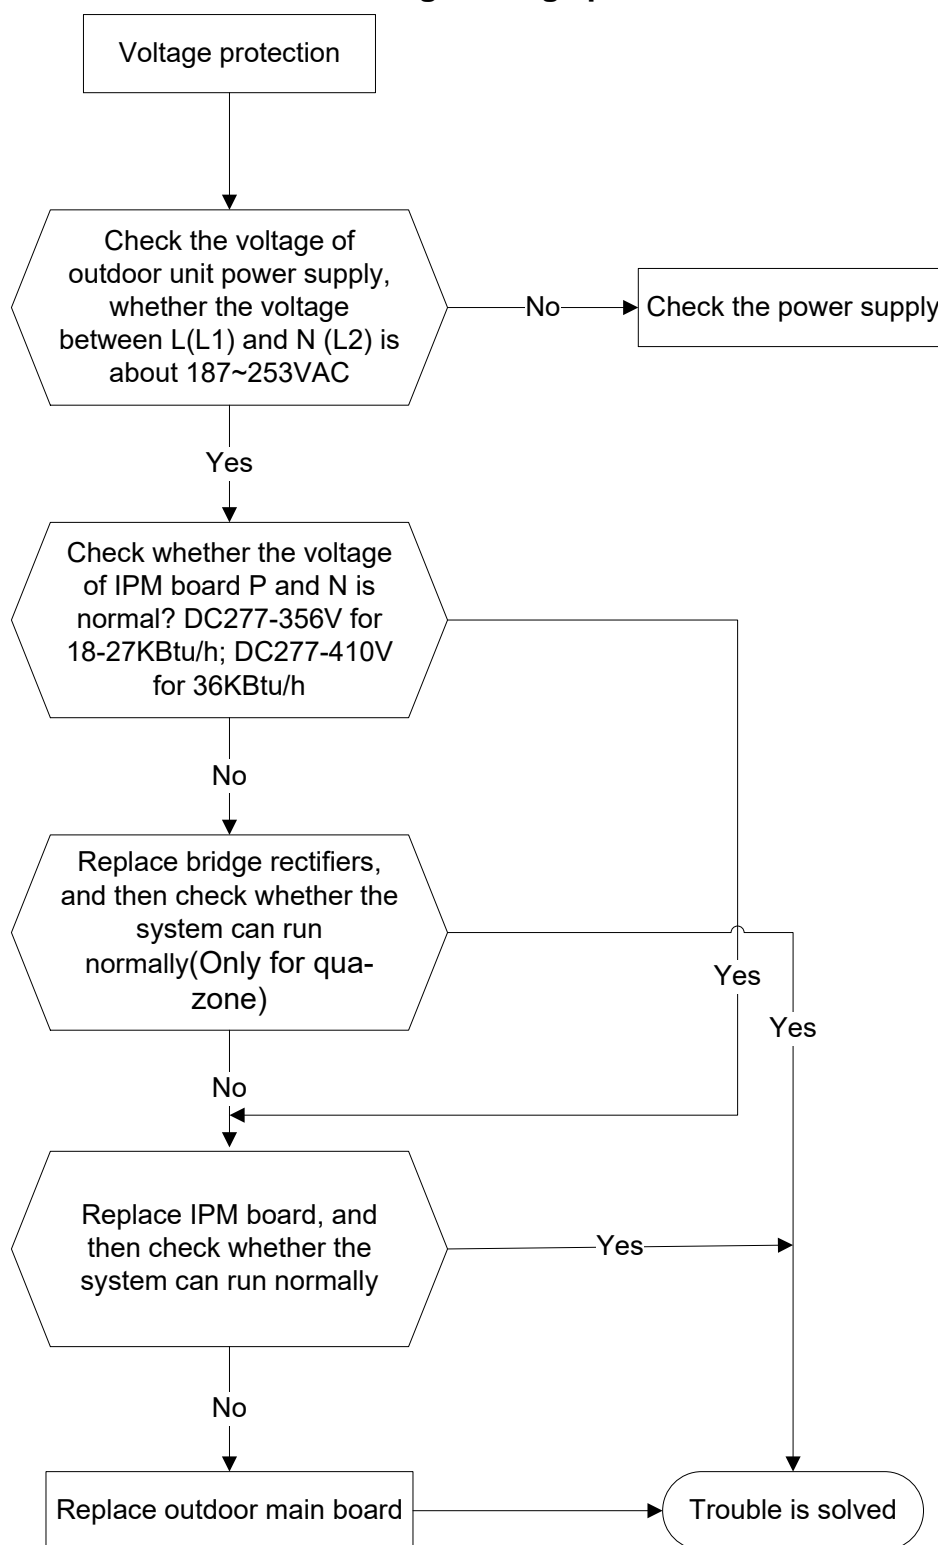 Voltage protection
Check the voltage of
outdoor unit power supply,
whether the voltage
between L(L1) and N (L2) is
about 187~253VAC
No
Check the power supply
Yes
Check whether the voltage
of IPM board P and N is
normal? DC277-356V for
18-27KBtu/h; DC277-410V
for 36KBtu/h
No
Replace bridge rectifiers,
and then check whether the
system can run
normally(Only for qua-
zone)
Yes
Yes
No
Replace IPM board, and
then check whether the
system can run normally
Yes
No
Replace outdoor main board
Trouble is solved